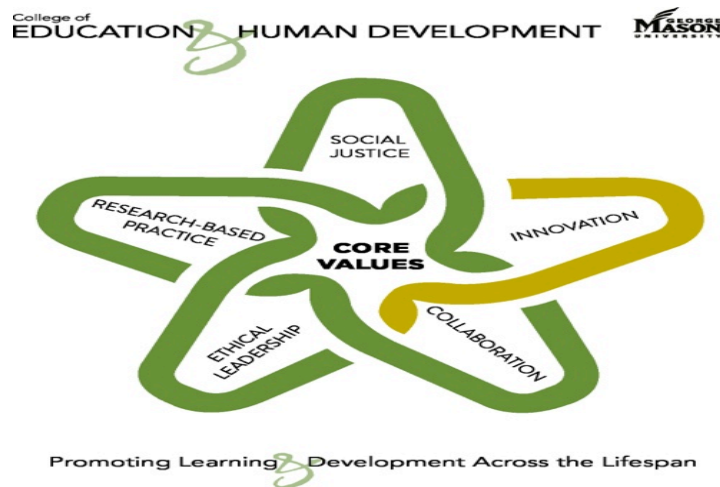 College of
EDUCATION & HUMAN DEVELOPMENT
GEORGE
MASON
UNIVERSITY
SOCIAL
JUSTICE
RESEARCH-BASED
PRACTICE
INNOVATION
CORE
VALUES
ETHICAL
LEADERSHIP
COLLABORATION
Promoting Learning & Development Across the Lifespan